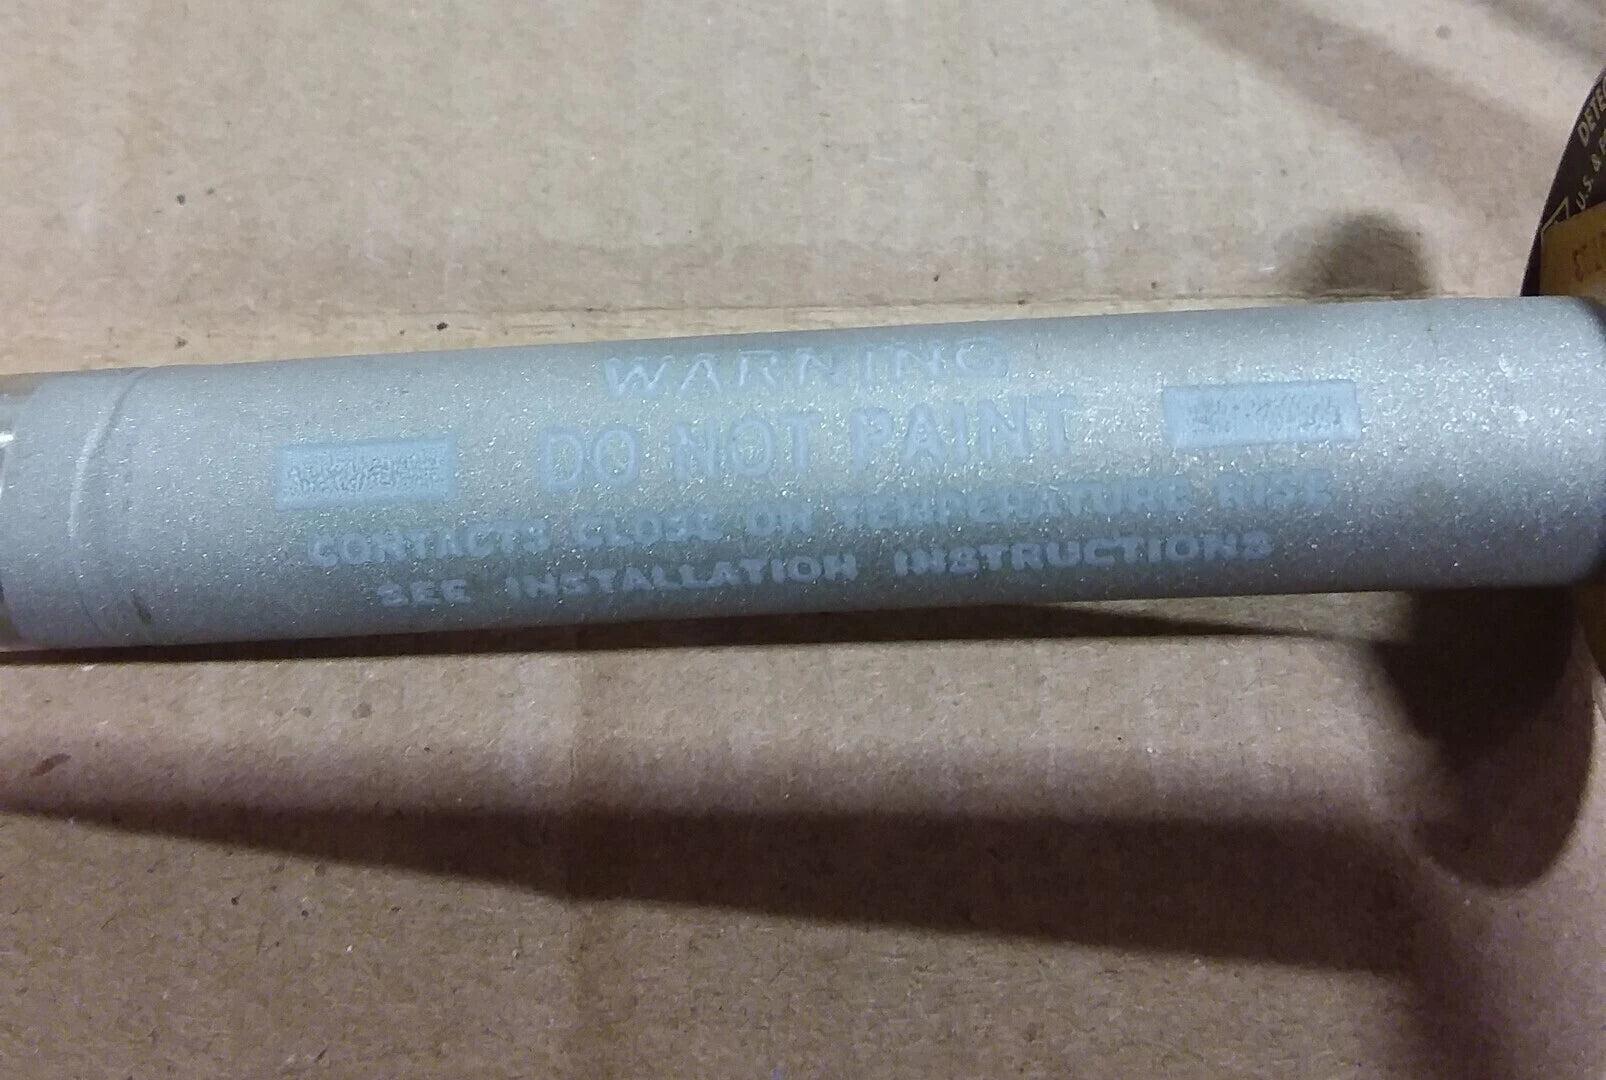 WARNING
DO NOT PAINT
CONTACTS CLOSE ON TEMPERATURE RISE
SEE INSTALLATION INSTRUCTIONS
U.S. &